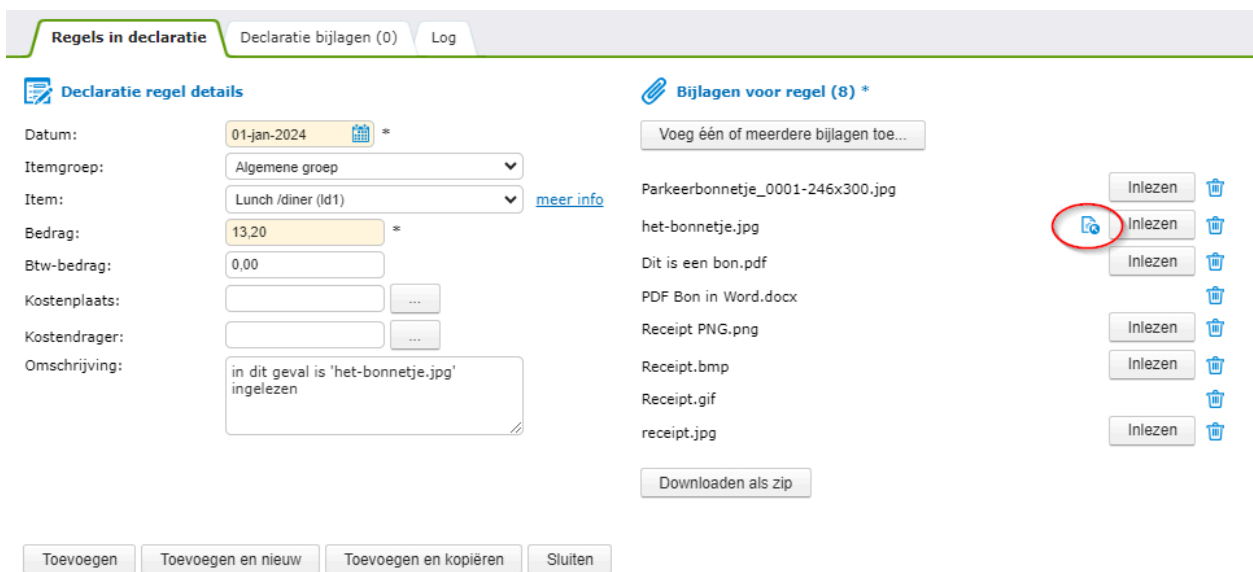 Regels in declaratie Declaratie bijlagen (0) Log
Declaratie regel details
Datum: 01-jan-2024 *
Itemgroep: Algemene groep
Item: Lunch /diner (ld1) meer info
Bedrag: 13,20 *
Btw-bedrag: 0,00
Kostenplaats: ...
Kostendrager: ...
Omschrijving: in dit geval is 'het-bonnetje.jpg'
ingelezen
Bijlagen voor regel (8) *
Voeg één of meerdere bijlagen toe...
Parkeerbonnetje_0001-246x300.jpg Inlezen
het-bonnetje.jpg Inlezen
Dit is een bon.pdf Inlezen
PDF Bon in Word.docx
Receipt PNG.png Inlezen
Receipt.bmp Inlezen
Receipt.gif
receipt.jpg Inlezen
Downloaden als zip
Toevoegen Toevoegen en nieuw Toevoegen en kopiëren Sluiten